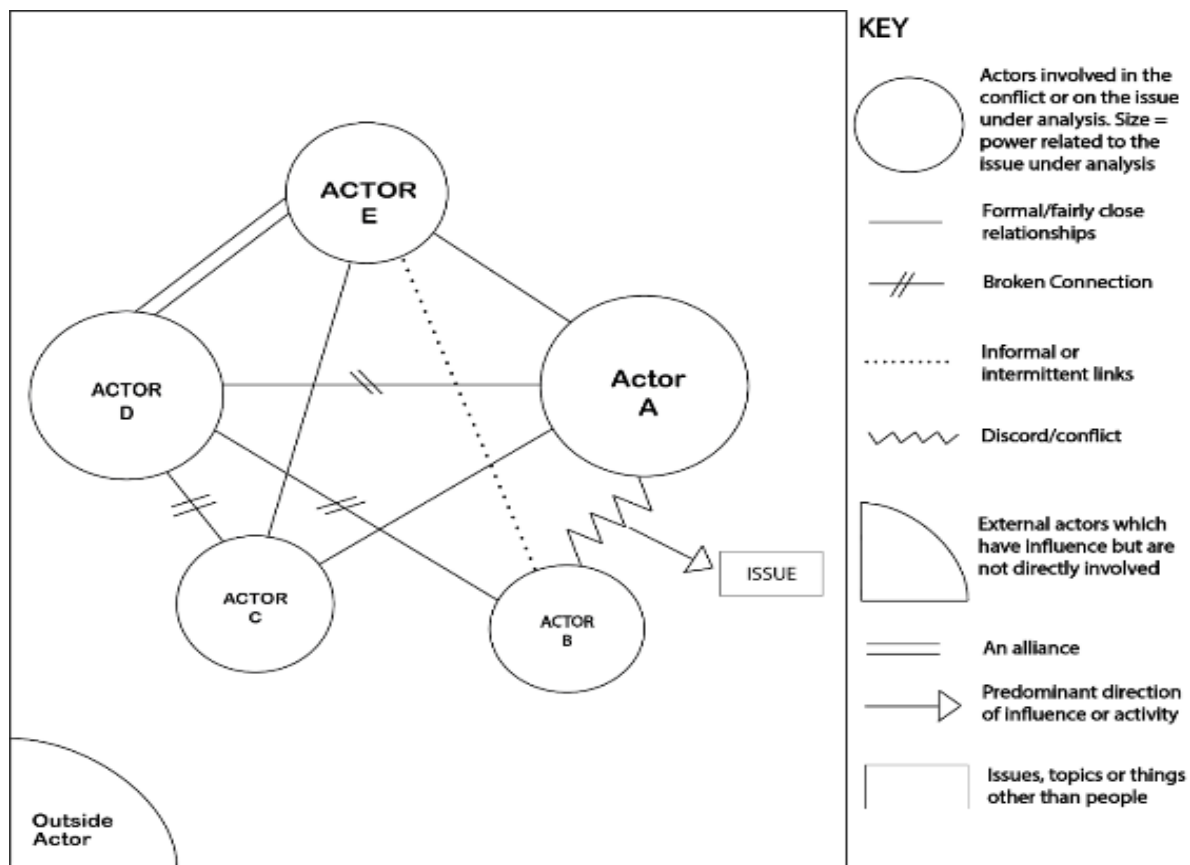 ACTOR
E
ACTOR
D
Actor
A
ACTOR
C
ACTOR
B
ISSUE
Outside
Actor
KEY
Actors involved in the
conflict or on the issue
under analysis. Size =
power related to the
issue under analysis
Formal/fairly close
relationships
Broken Connection
Informal or
intermittent links
Discord/conflict
External actors which
have influence but are
not directly involved
An alliance
Predominant direction
of influence or activity
Issues, topics or things
other than people